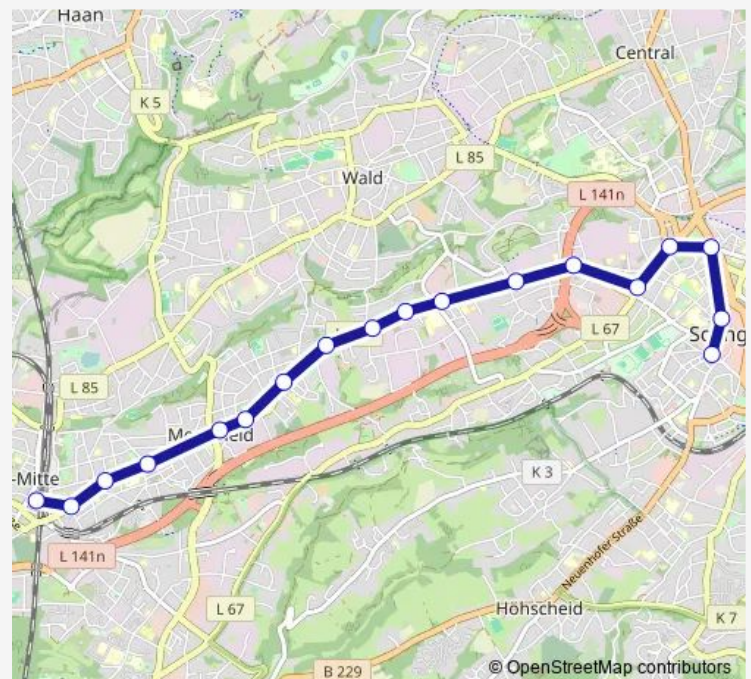 Haan
Central
K 5
L 85
Wald
L 141n
L 67
Soling
L 85
-Mitte
K 3
L 141n
Neuenhofer Straße
L 67
Höhscheid
K 7
B 229
© OpenStreetMap contributors